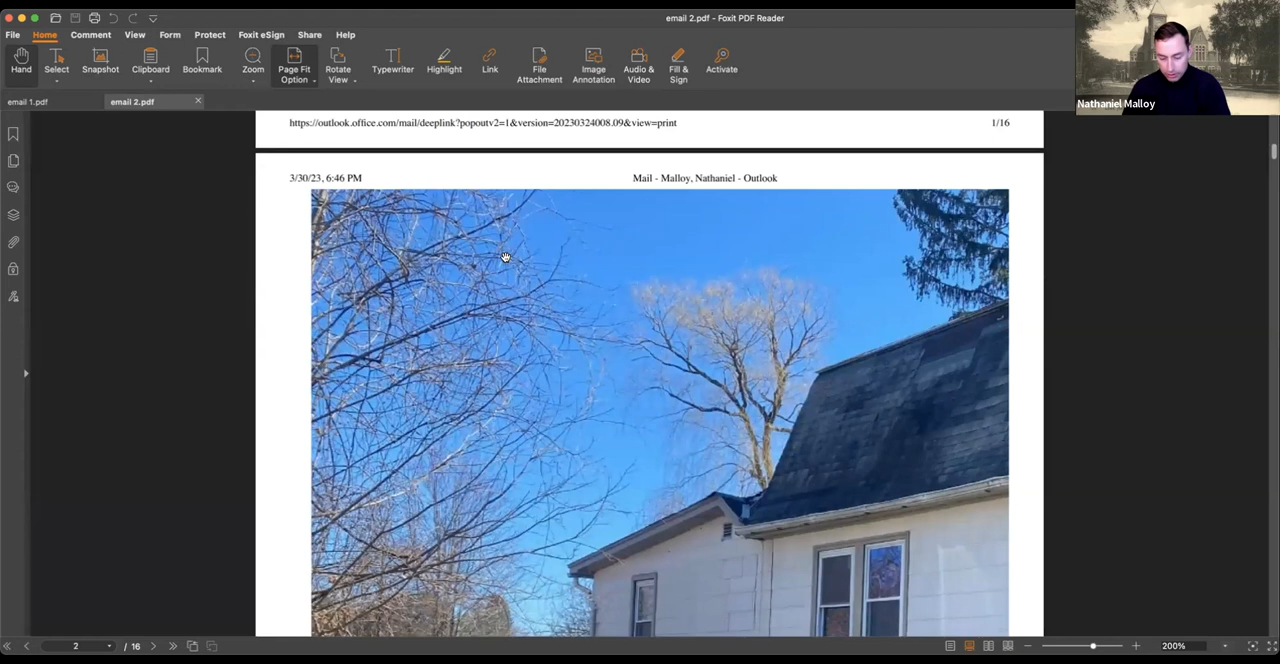 email 2.pdf - Foxit PDF Reader
File Home Comment View Form Protect Foxit eSign Share Help
Hand Select Snapshot Clipboard Bookmark Zoom Page Fit Option Rotate View Typewriter Highlight Link File Attachment Image Annotation Audio & Video Fill & Sign Activate
email 1.pdf email 2.pdf
Nathaniel Malloy
https://outlook.office.com/mail/deeplink?popoutv2=1&version=20230324008.09&view=print 1/16
3/30/23, 6:46 PM Mail - Malloy, Nathaniel - Outlook
2 / 16 200%